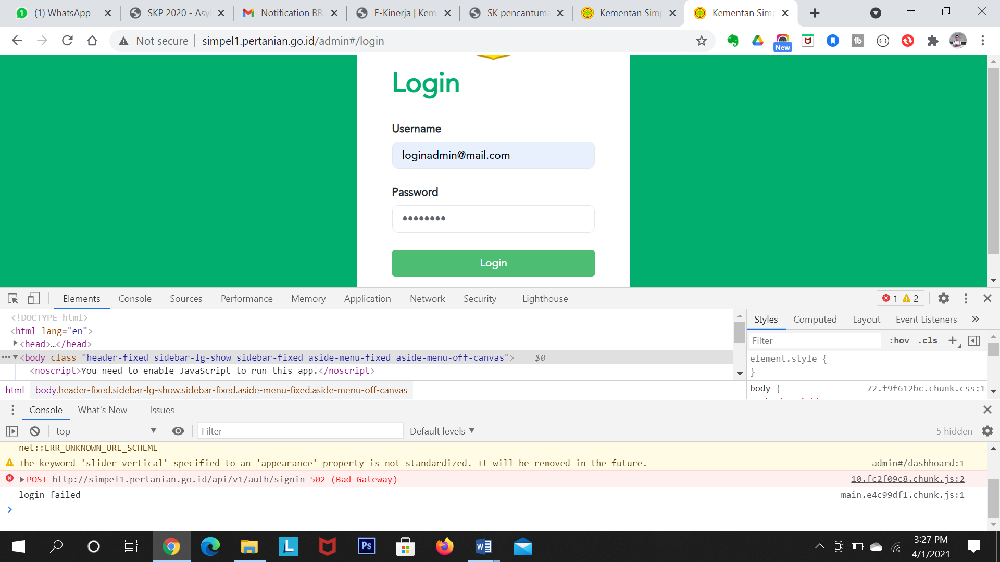 (1) WhatsApp
SKP 2020 - Asy
Notification BR
E-Kinerja | Kem
SK pencantuma
Kementan Simp
Kementan Simp
Not secure simpel1.pertanian.go.id/admin#/login
New
Login
Username
loginadmin@mail.com
Password
••••••••
Login
Elements Console Sources Performance Memory Application Network Security Lighthouse 1 2
<!DOCTYPE html>
<html lang="en">
<head>…</head>
<body class="header-fixed sidebar-lg-show sidebar-fixed aside-menu-fixed aside-menu-off-canvas"> == $0
<noscript>You need to enable JavaScript to run this app.</noscript>
html body.header-fixed.sidebar-lg-show.sidebar-fixed.aside-menu-fixed.aside-menu-off-canvas
Styles Computed Layout Event Listeners »
Filter :hov .cls +
element.style {
}
body { 72.f9f612bc.chunk.css:1
Console What's New Issues
top Filter Default levels 5 hidden
net::ERR_UNKNOWN_URL_SCHEME
The keyword 'slider-vertical' specified to an 'appearance' property is not standardized. It will be removed in the future. admin#/dashboard:1
POST http://simpel1.pertanian.go.id/api/v1/auth/signin 502 (Bad Gateway) 10.fc2f09c8.chunk.js:2
login failed main.e4c99df1.chunk.js:1
>
L
Ps
3:27 PM
4/1/2021